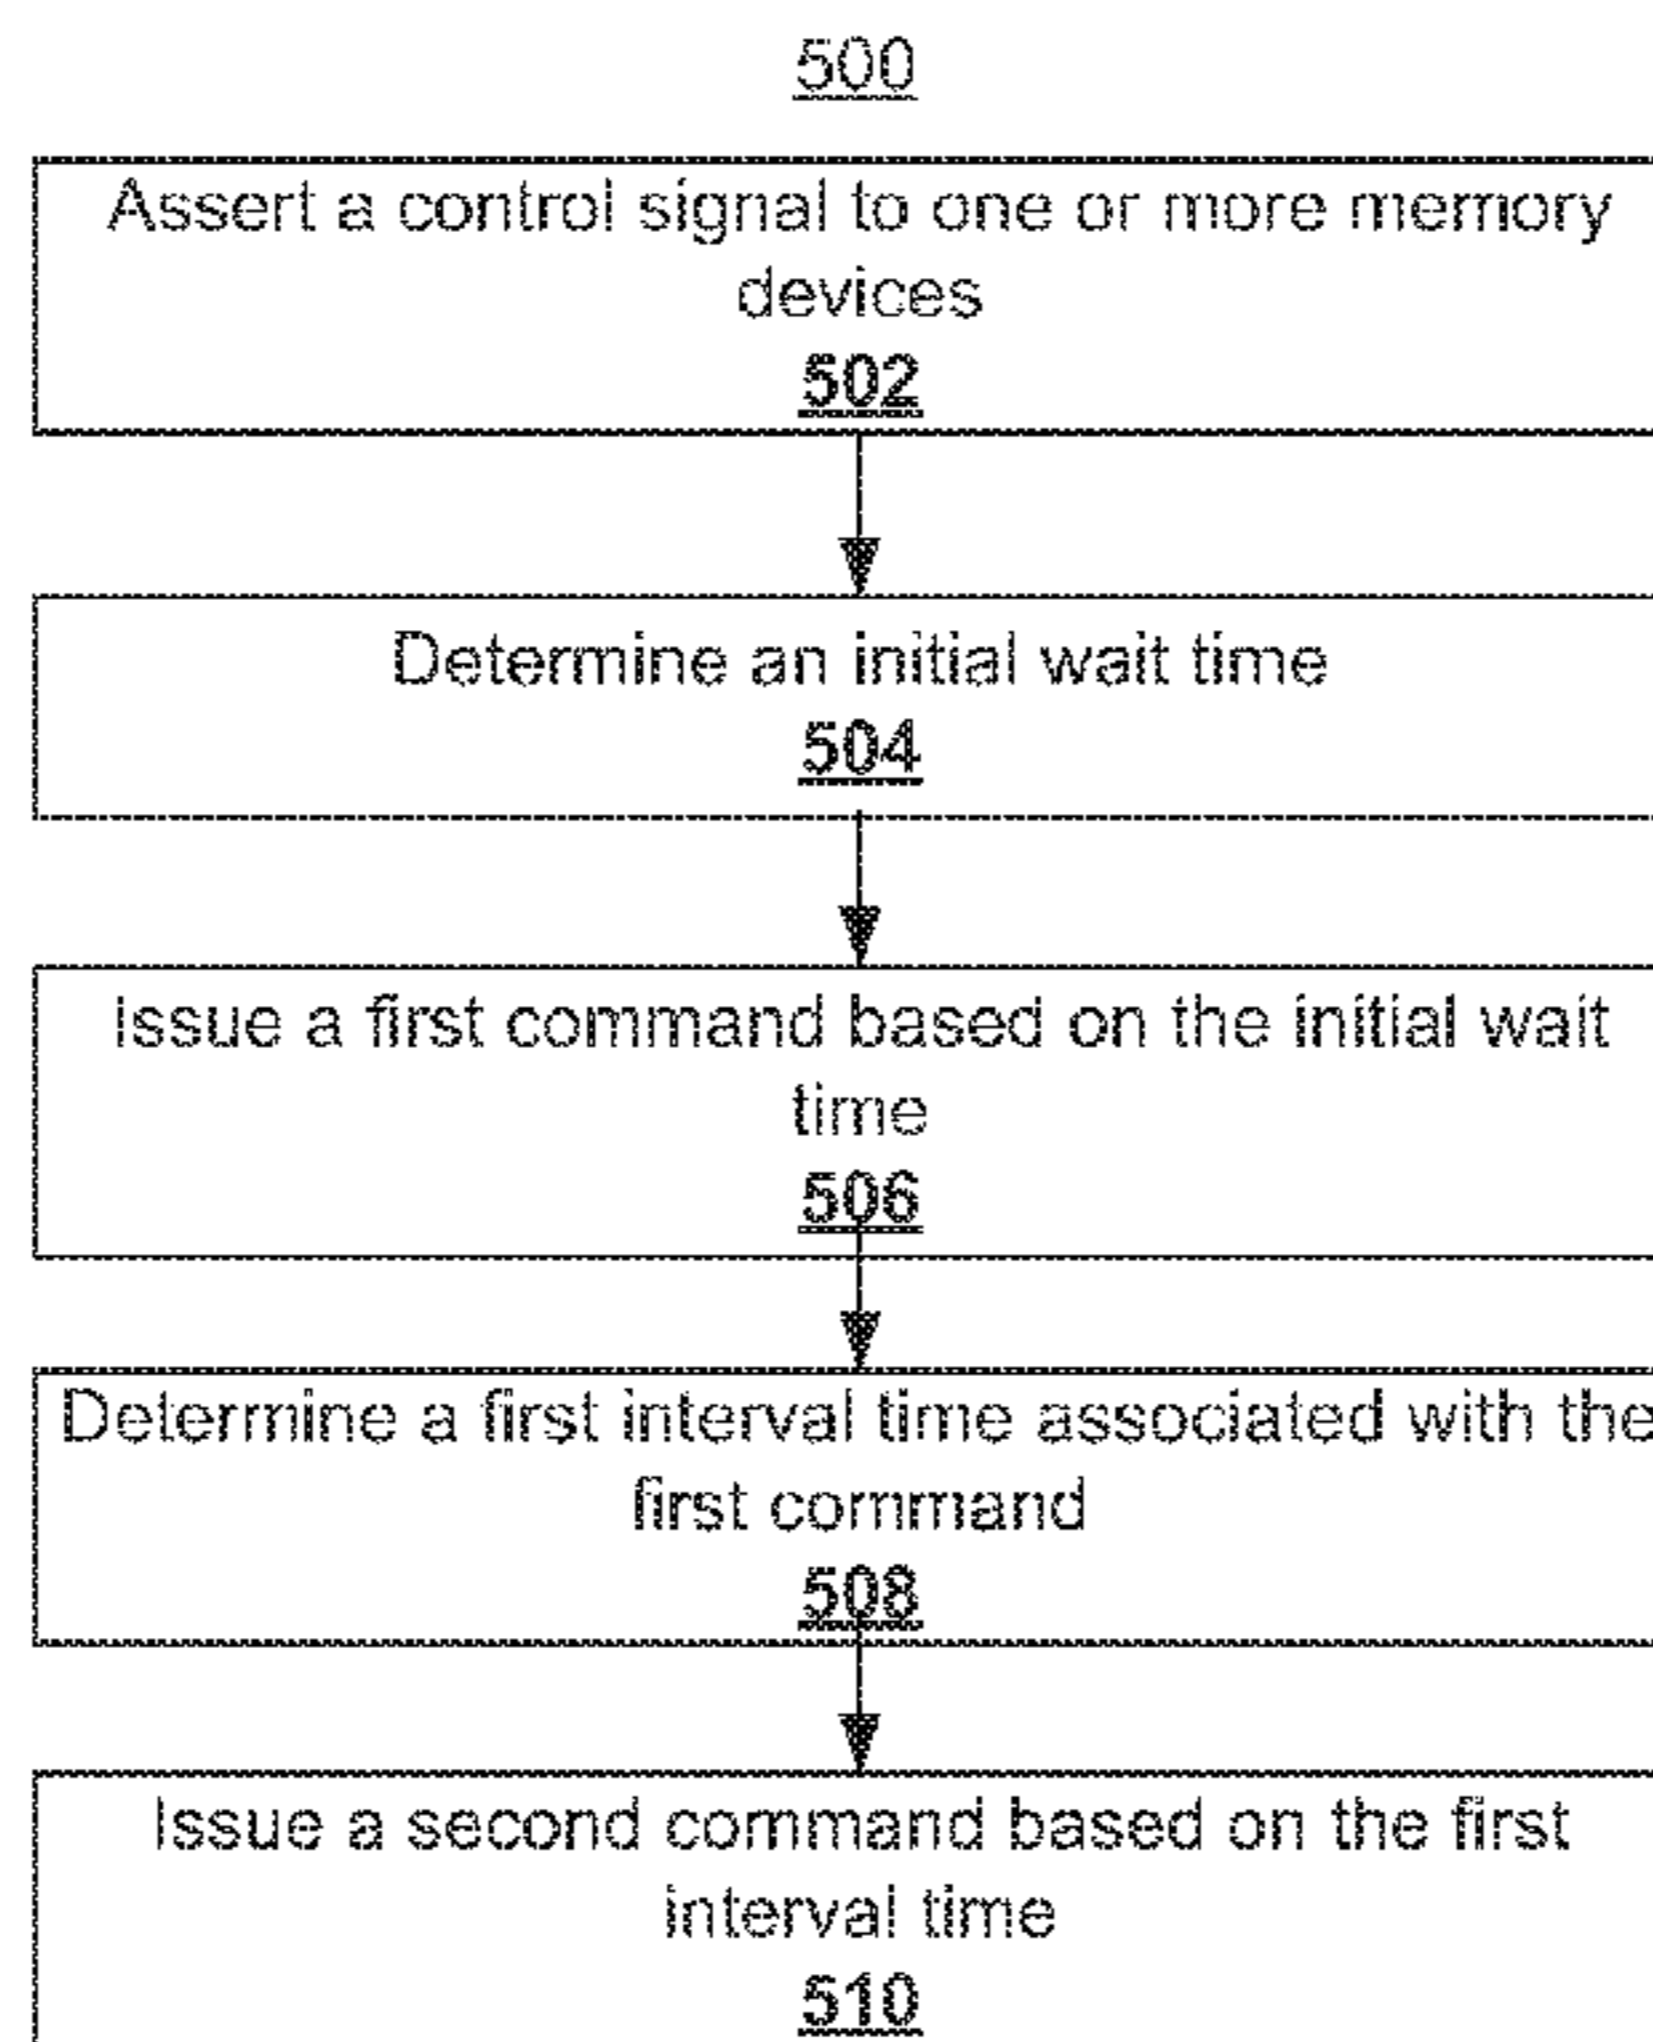 500
Assert a control signal to one or more memory
devices
502
Determine an initial wait time
504
Issue a first command based on the initial wait
time
506
Determine a first interval time associated with the
first command
508
Issue a second command based on the first
interval time
510